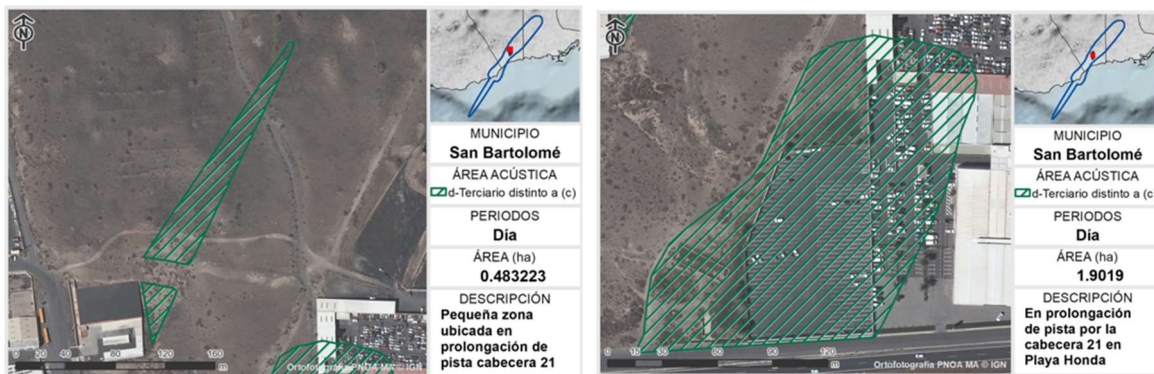 N
MUNICIPIO
San Bartolomé
ÁREA ACÚSTICA
d-Terciario distinto a (c)
PERIODOS
Día
ÁREA (ha)
0.483223
DESCRIPCIÓN
Pequeña zona
ubicada en
prolongación de
pista cabecera 21
0 20 40 80 120 160
m
Ortofotografía PNOA MA © IGN
N
MUNICIPIO
San Bartolomé
ÁREA ACÚSTICA
d-Terciario distinto a (c)
PERIODOS
Día
ÁREA (ha)
1.9019
DESCRIPCIÓN
En prolongación
de pista por la
cabecera 21 en
Playa Honda
0 15 30 60 90 120
m
Ortofotografía PNOA MA © IGN